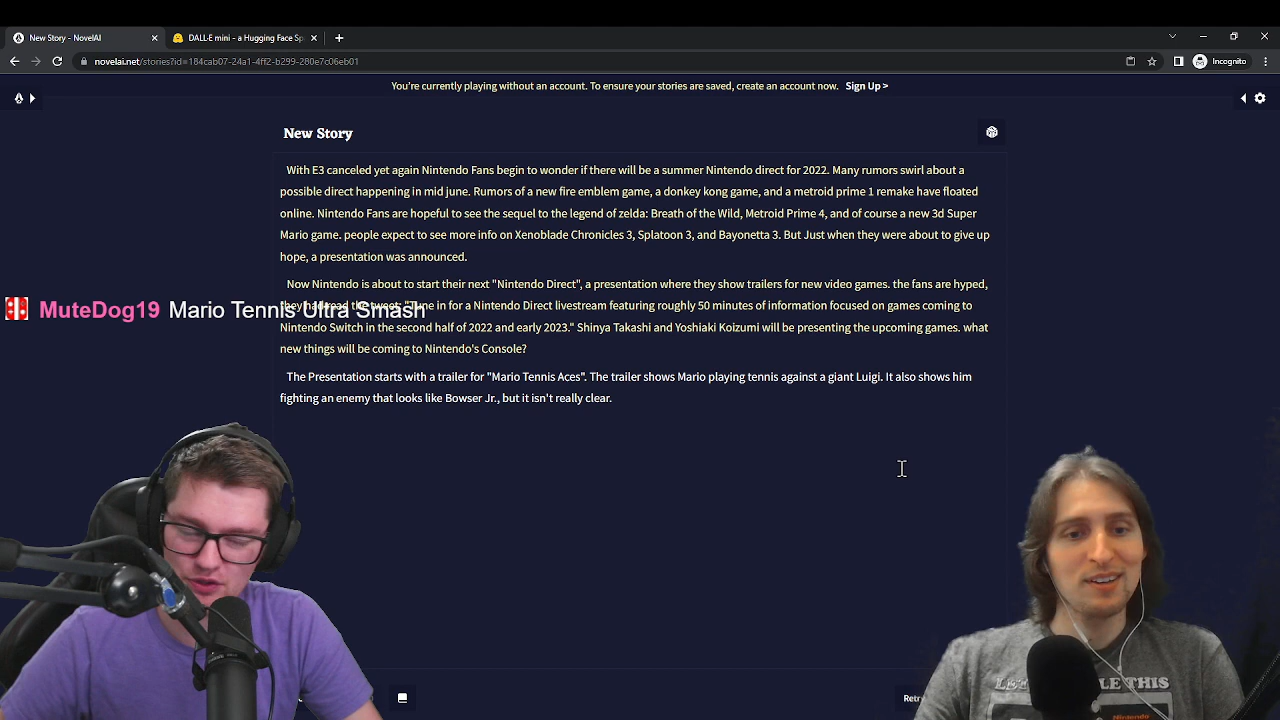 New Story - NovelAI
DALL·E mini - a Hugging Face Sp
novelai.net/stories?id=184cab07-24a1-4ff2-b299-280e7c06eb01
Incognito
You're currently playing without an account. To ensure your stories are saved, create an account now. Sign Up >
New Story
With E3 canceled yet again Nintendo Fans begin to wonder if there will be a summer Nintendo direct for 2022. Many rumors swirl about a
possible direct happening in mid june. Rumors of a new fire emblem game, a donkey kong game, and a metroid prime 1 remake have floated
online. Nintendo Fans are hopeful to see the sequel to the legend of zelda: Breath of the Wild, Metroid Prime 4, and of course a new 3d Super
Mario game. people expect to see more info on Xenoblade Chronicles 3, Splatoon 3, and Bayonetta 3. But Just when they were about to give up
hope, a presentation was announced.
Now Nintendo is about to start their next "Nintendo Direct", a presentation where they show trailers for new video games. the fans are hyped,
they had read the tweet: "Tune in for a Nintendo Direct livestream featuring roughly 50 minutes of information focused on games coming to
MuteDog19 Mario Tennis Ultra Smash
Nintendo Switch in the second half of 2022 and early 2023." Shinya Takashi and Yoshiaki Koizumi will be presenting the upcoming games. what
new things will be coming to Nintendo's Console?
The Presentation starts with a trailer for "Mario Tennis Aces". The trailer shows Mario playing tennis against a giant Luigi. It also shows him
fighting an enemy that looks like Bowser Jr., but it isn't really clear.
Retr
THIS
Nintendo